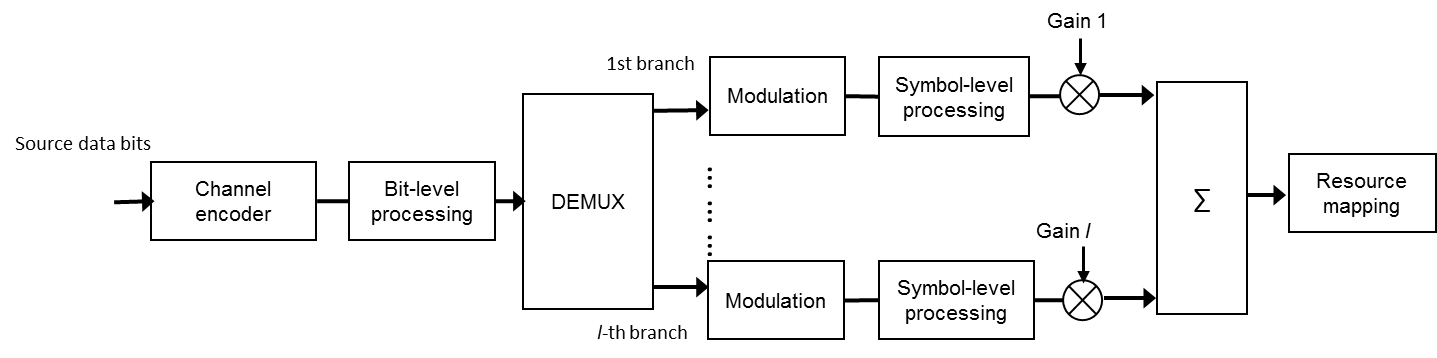 Gain 1
1st branch
Modulation
Symbol-level
processing
Source data bits
Channel
encoder
Bit-level
processing
DEMUX
∑
Resource
mapping
Gain l
Modulation
Symbol-level
processing
l-th branch